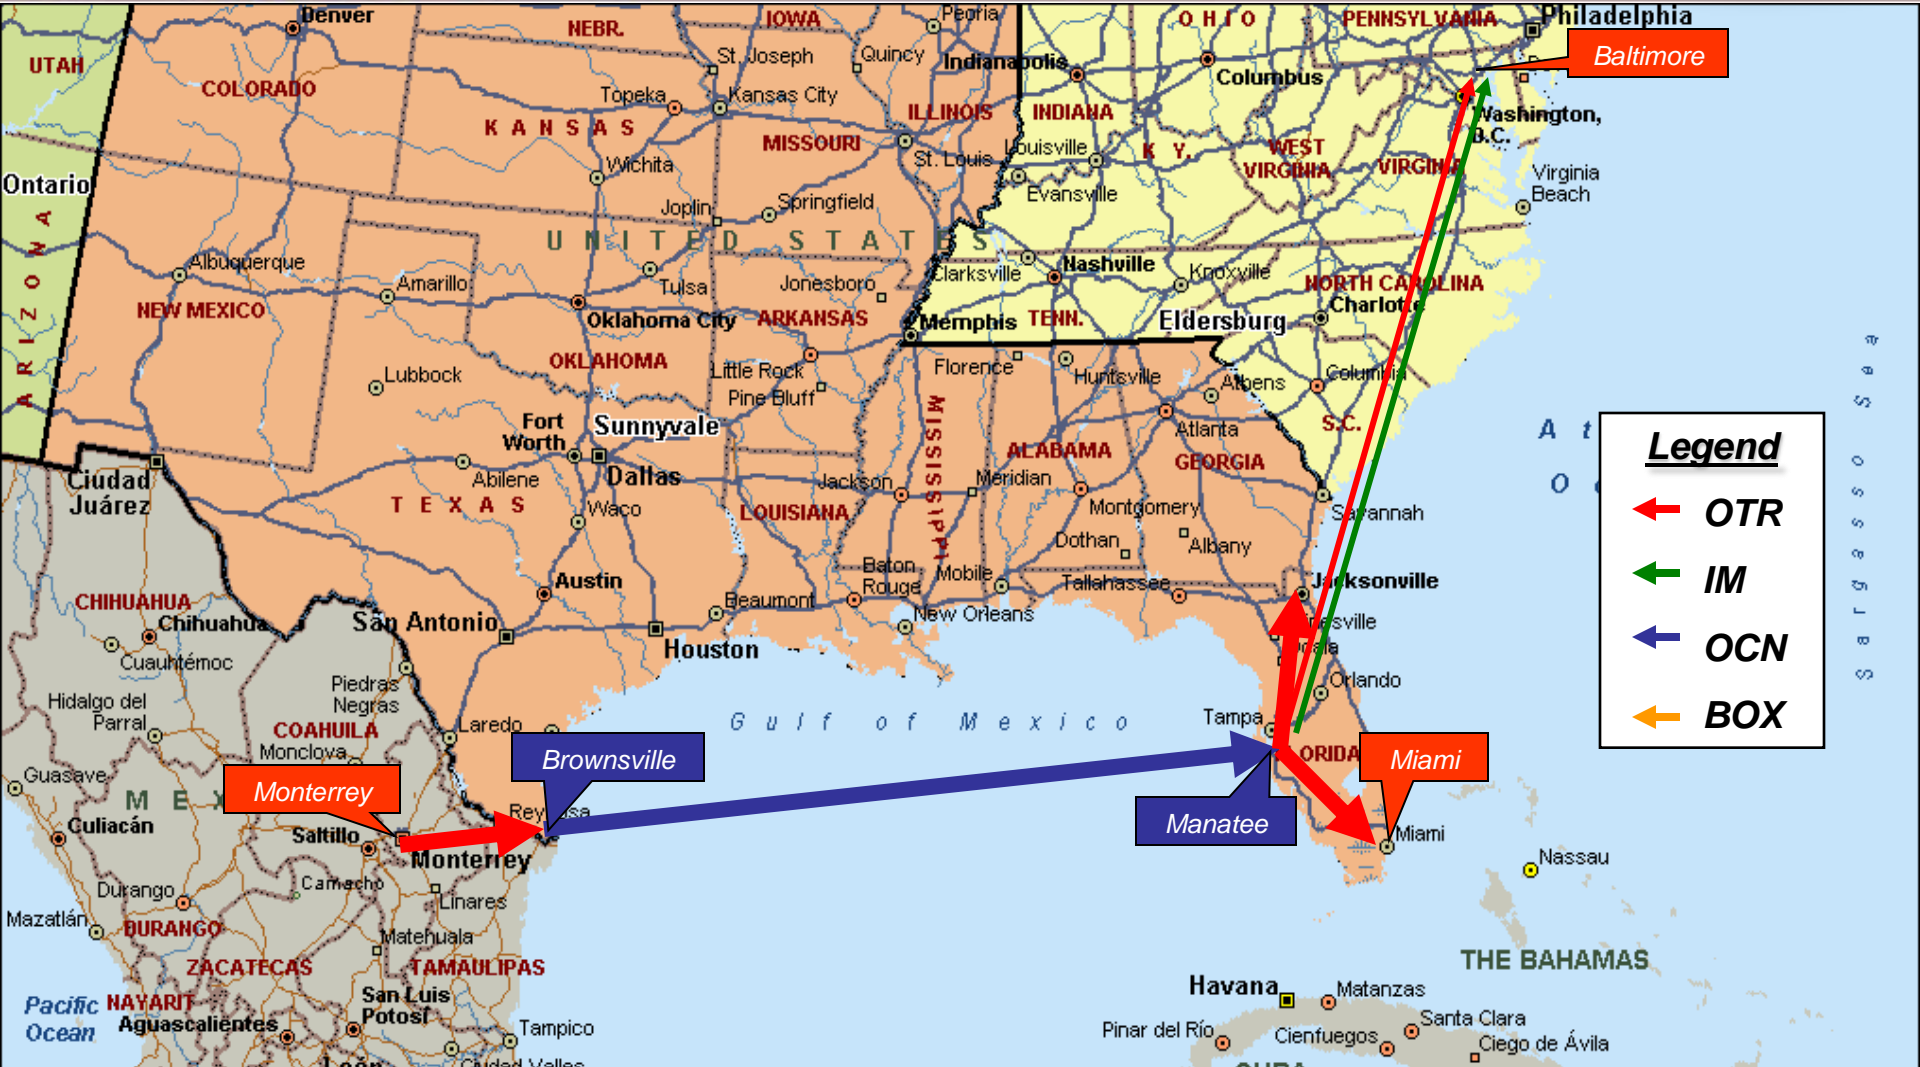 Denver
NEBR.
IOWA
Peoria
OHIO
PENNSYLVANIA
Philadelphia
UTAH
COLORADO
St. Joseph
Quincy
Indianapolis
Columbus
Baltimore
Topeka
Kansas City
ILLINOIS
INDIANA
Washington,
D.C.
KANSAS
MISSOURI
St. Louis
Louisville
K Y.
WEST
VIRGINIA
VIRGINIA
Wichita
Evansville
Virginia
Beach
Ontario
Joplin
Springfield
UNITED STATES
ARIZONA
Albuquerque
Amarillo
Tulsa
Jonesboro
Clarksville
Nashville
Knoxville
NORTH CAROLINA
Charlotte
NEW MEXICO
Oklahoma City
ARKANSAS
Memphis
TENN.
Eldersburg
OKLAHOMA
Little Rock
Florence
Huntsville
Athens
Columbia
Lubbock
Pine Bluff
Fort
Worth
Sunnyvale
MISSISSIPPI
Atlanta
S.C.
ALABAMA
GEORGIA
Ciudad
Juárez
Abilene
Dallas
Jackson
Meridian
TEXAS
Waco
LOUISIANA
Montgomery
Savannah
Dothan
Albany
Austin
Baton
Rouge
Mobile
Tallahassee
Jacksonville
CHIHUAHUA
Chihuahua
San Antonio
Beaumont
New Orleans
Cuauhtémoc
Houston
Piedras
Negras
Hidalgo del
Parral
Orlando
COAHUILA
Laredo
Gulf of Mexico
Tampa
Monclova
Brownsville
Miami
Guasave
Monterrey
Manatee
Culiacán
Saltillo
Monterrey
Miami
Nassau
Durango
Camacho
Linares
Mazatlán
DURANGO
Matehuala
ZACATECAS
TAMAULIPAS
THE BAHAMAS
Pacific
Ocean
NAYARIT
San Luis
Potosí
Aguascalientes
Tampico
Havana
Matanzas
Santa Clara
Pinar del Río
Cienfuegos
Ciego de Ávila
León
Ciudad Valles
CUBA
Sargasso Sea
Legend
OTR
IM
OCN
BOX